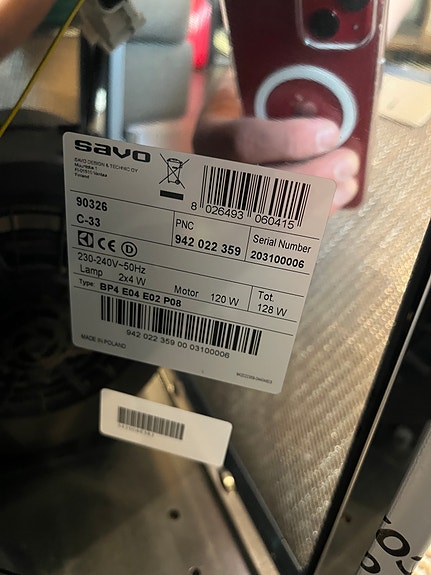 savo
SAVO DESIGN & TECHNIC OY
Finland
8 026493 060415
90326
C-33
PNC
942 022 359
Serial Number
203100006
CE D
230-240V~50Hz
Lamp 2x4 W
Motor 120 W
Tot.
128 W
Type: BP4 E04 E02 P08
942 022 359 00 03100006
MADE IN POLAND